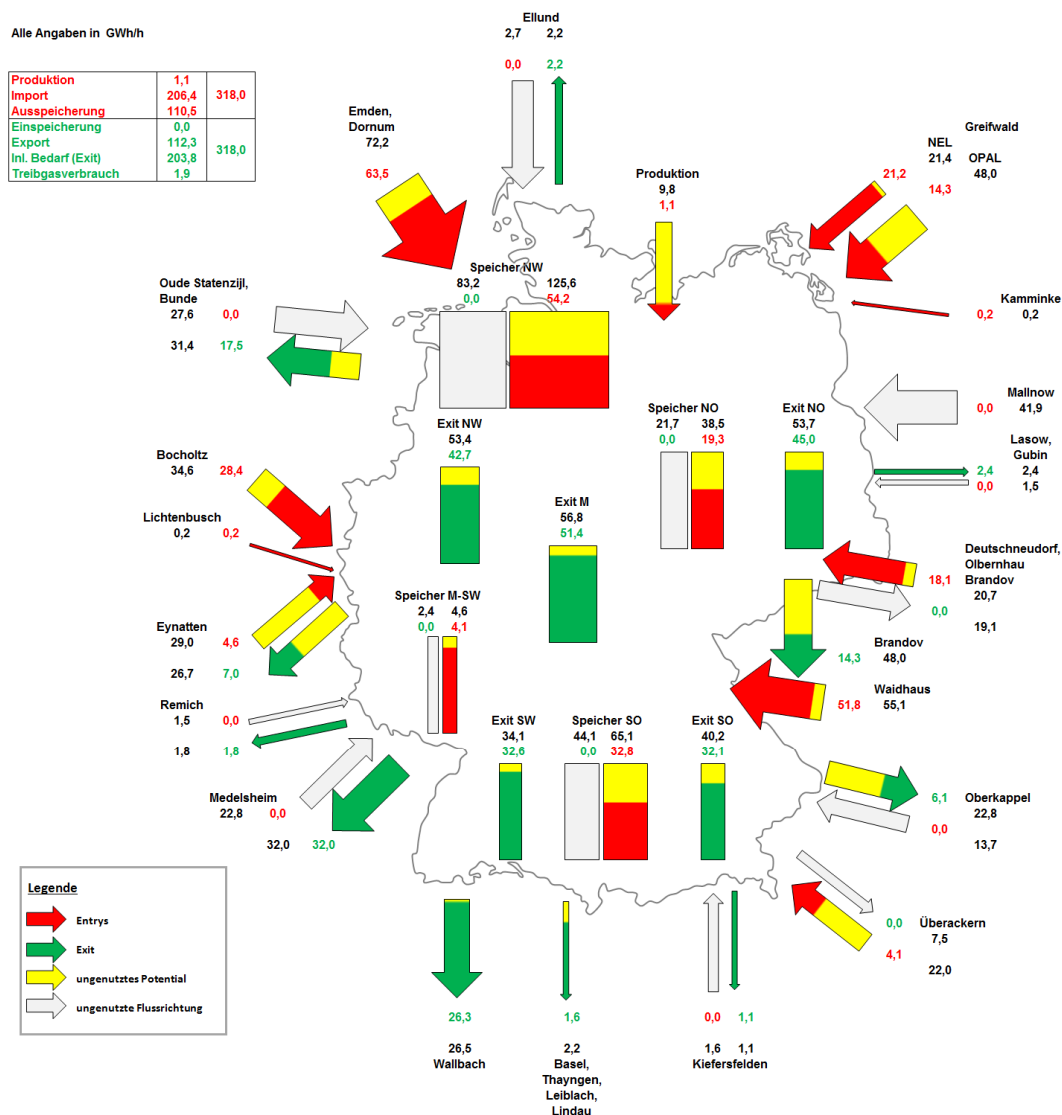 Alle Angaben in GWh/h
Produktion 1,1
Import 206,4 318,0
Ausspeicherung 110,5
Einspeicherung 0,0
Export 112,3 318,0
Inl. Bedarf (Exit) 203,8
Treibgasverbrauch 1,9
Ellund
2,7 2,2
0,0 2,2
Emden,
Dornum
72,2
63,5
Produktion
9,8
1,1
Greifwald
NEL
21,4 OPAL
21,2 48,0
14,3
Speicher NW
83,2 125,6
0,0 54,2
Oude Statenzijl,
Bunde
27,6 0,0
31,4 17,5
Kamminke
0,2 0,2
Mallnow
0,0 41,9
Speicher NO
21,7 38,5
0,0 19,3
Exit NO
53,7
45,0
Exit NW
53,4
42,7
Lasow,
Gubin
2,4 2,4
0,0 1,5
Bocholtz
34,6 28,4
Exit M
56,8
51,4
Lichtenbusch
0,2 0,2
Deutschneudorf,
Olbernhau
18,1 Brandov
20,7
0,0
19,1
Speicher M-SW
2,4 4,6
0,0 4,1
Eynatten
29,0 4,6
26,7 7,0
Brandov
14,3 48,0
Waidhaus
51,8 55,1
Remich
1,5 0,0
1,8 1,8
Exit SW
34,1
32,6
Speicher SO
44,1 65,1
0,0 32,8
Exit SO
40,2
32,1
Medelsheim
22,8 0,0
32,0 32,0
6,1 Oberkappel
22,8
0,0
13,7
Legende
Entrys
Exit
ungenutztes Potential
ungenutzte Flussrichtung
0,0 Überackern
7,5
4,1
22,0
26,3
26,5
Wallbach
1,6
2,2
Basel,
Thayngen,
Leiblach,
Lindau
0,0 1,1
1,6 1,1
Kiefersfelden